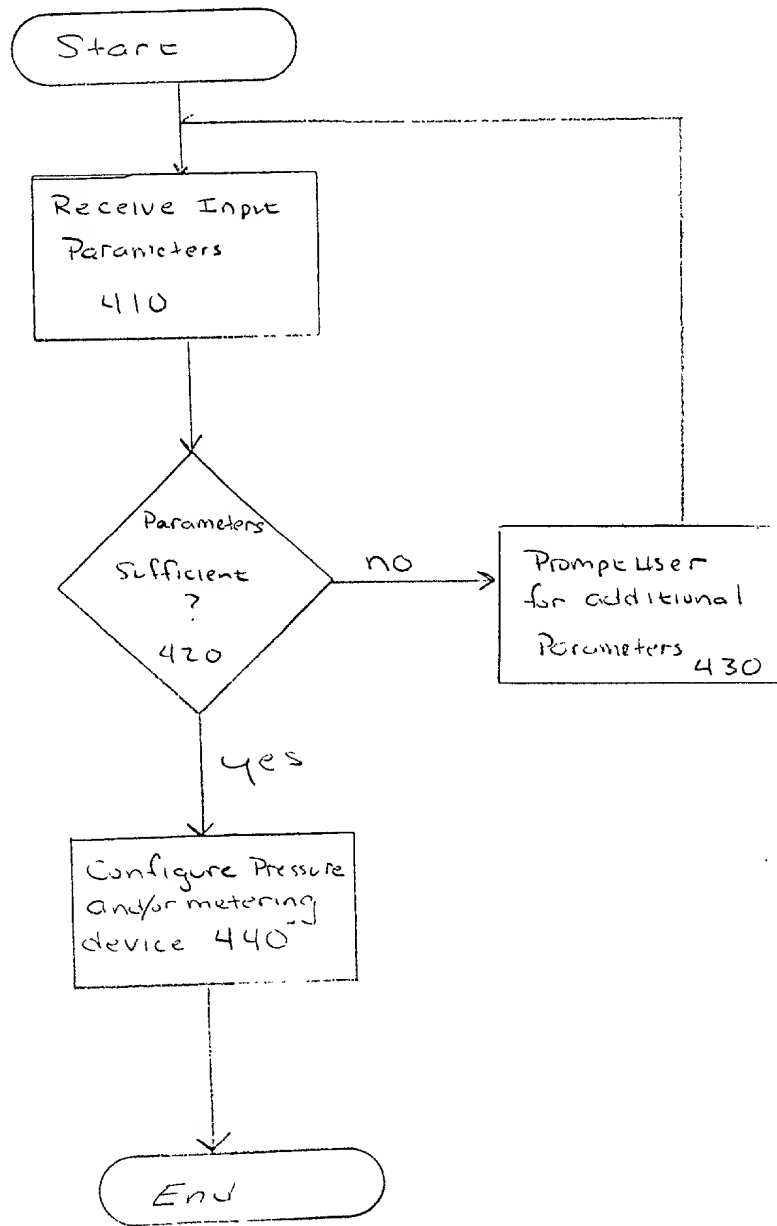 Start
Receive Input
Parameters
410
Parameters
Sufficient
?
420
no
Prompt User
for additional
Parameters 430
yes
Configure Pressure
and/or metering
device 440
End